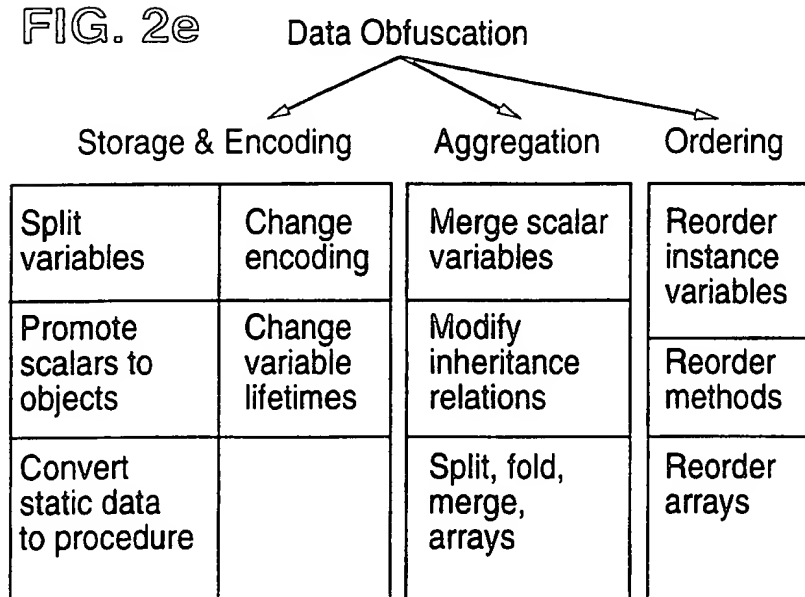 FIG. 2e
Data Obfuscation
Storage & Encoding
Aggregation
Ordering
Split
variables
Change
encoding
Merge scalar
variables
Reorder
instance
variables
Promote
scalars to
objects
Change
variable
lifetimes
Modify
inheritance
relations
Reorder
methods
Convert
static data
to procedure
Split, fold,
merge,
arrays
Reorder
arrays